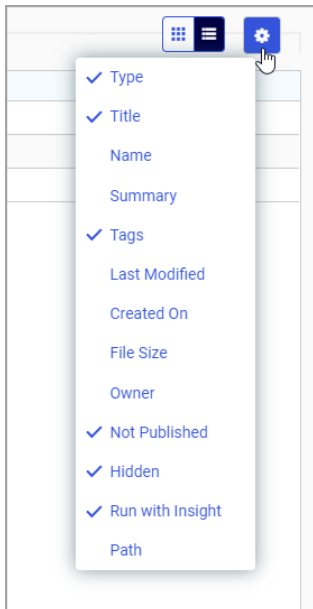 Type
Title
Name
Summary
Tags
Last Modified
Created On
File Size
Owner
Not Published
Hidden
Run with Insight
Path